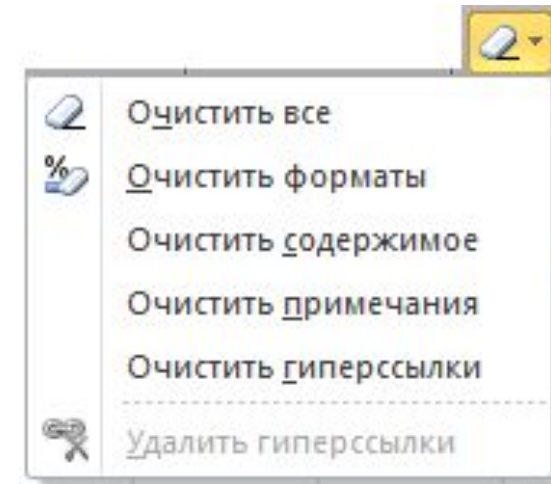 Очистить все
%
Очистить форматы
Очистить содержимое
Очистить примечания
Очистить гиперссылки
Удалить гиперссылки